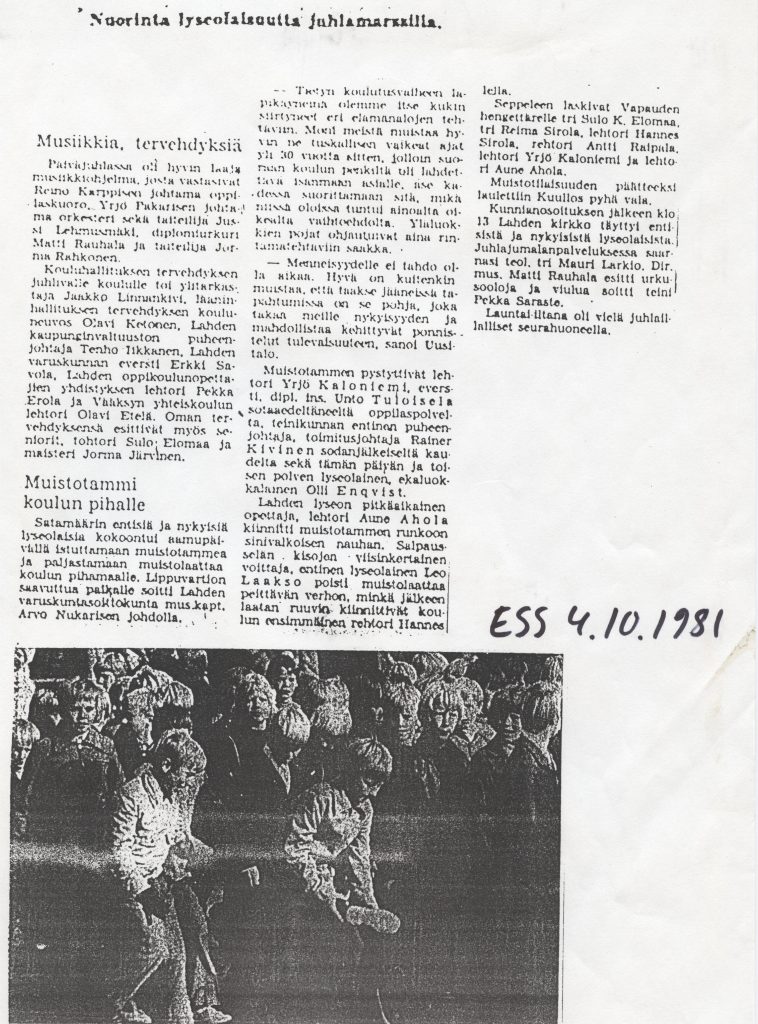 Nuorinta lyseolaisuutta juhlamarssilla.
Musiikkia, tervehdyksiä
Päiväjuhlassa oli hyvin laaja
musiikkiohjelma, josta vastasivat
Reino Karppisen johtama oppi-
laskuoro, Yrjö Pakarisen johta-
ma orkesteri sekä taiteilija Jus-
si Lehmusmäki, diplomiurkuri
Matti Rauhala ja taiteilija Jor-
ma Rahkonen.
Kouluhallituksen tervehdyksen
juhlivalle koululle toi ylitarkas-
taja Jaakko Linnankivi, läänin-
hallituksen tervehdyksen koulu-
neuvos Olavi Ketonen, Lahden
kaupunginvaltuuston puheen-
johtaja Tenho Iikkanen, Lahden
varuskunnan eversti Erkki Sa-
vola, Lahden oppikoulunopetta-
jien yhdistyksen lehtori Pekka
Erola ja Vääksyn yhteiskoulun
lehtori Olavi Etelä. Oman ter-
vehdyksensä esittivät myös se-
niorit, tohtori Sulo Elomaa ja
maisteri Jorma Järvinen.
Muistotammi
koulun pihalle
Satamäärin entisiä ja nykyisiä
lyseolaisia kokoontui aamupäi-
vällä istuttamaan muistotammea
ja paljastamaan muistolaattaa
koulun pihamaalle. Lippuvartion
saavuttua paikalle soitti Lahden
varuskuntasoittokunta mus.kapt.
Arvo Nukarisen johdolla.
— Tietyn koulutusvaiheen lä-
pikäyneinä olemme itse kukin
siirtyneet eri elämänalojen teh-
täviin. Moni meistä muistaa hy-
vin ne tuskallisen vaikeat ajat
yli 30 vuotta sitten, jolloin suo-
raan koulun penkiltä oli lähdet-
tävä isänmaan asialle, ase kä-
dessä suorittamaan sitä, mikä
niissä oloissa tuntui ainoalta oi-
kealta vaihtoehdolta. Yläluok-
kien pojat ohjautuivat aina rin-
tamatehtäviin saakka.
— Menneisyydelle ei tahdo ol-
la aikaa. Hyvä on kuitenkin
muistaa, että taakse jääneissä ta-
pahtumissa on se pohja, joka
takaa meille nykyisyyden ja
mahdollistaa kehittyvät ponnis-
telut tulevaisuuteen, sanoi Uusi-
talo.
Muistotammen pystyttivät leh-
tori Yrjö Kaloniemi, evers-
ti, dipl. ins. Unto Tuloisela
sotaaedeltäneeltä oppilaspolvel-
ta, teinikunnan entinen puheen-
johtaja, toimitusjohtaja Rainer
Kivinen sodanjälkeiseltä kau-
delta sekä tämän päivän ja toi-
sen polven lyseolainen, ekaluok-
kalainen Olli Enqvist.
Lahden lyseon pitkäaikainen
opettaja, lehtori Aune Ahola
kiinnitti muistotammen runkoon
sinivalkoisen nauhan. Salpaus-
selän kisojen viisinkertainen
voittaja, entinen lyseolainen Leo
Laakso poisti muistolaattaa
peittävän verhon, minkä jälkeen
laatan ruuvin kiinnittivät kou-
lun ensimmäinen rehtori Hannes
lella.
Seppeleen laskivat Vapauden
hengettärelle tri Sulo K. Elomaa,
tri Reima Sirola, lehtori Hannes
Sirola, rehtori Antti Raipala,
lehtori Yrjö Kaloniemi ja lehto-
ri Aune Ahola.
Muistotilaisuuden päätteeksi
laulettiin Kuullos pyhä vala.
Kunnianosoituksen jälkeen klo
13 Lahden kirkko täyttyi enti-
sistä ja nykyisistä lyseolaisista.
Juhlajumalanpalveluksessa saar-
nasi teol. tri Mauri Larkio. Dir.
mus. Matti Rauhala esitti urku-
sooloja ja viulua soitti teini
Pekka Saraste.
Lauantai-iltana oli vielä juhlail-
lalliset seurahuoneella.
ESS 4.10.1981